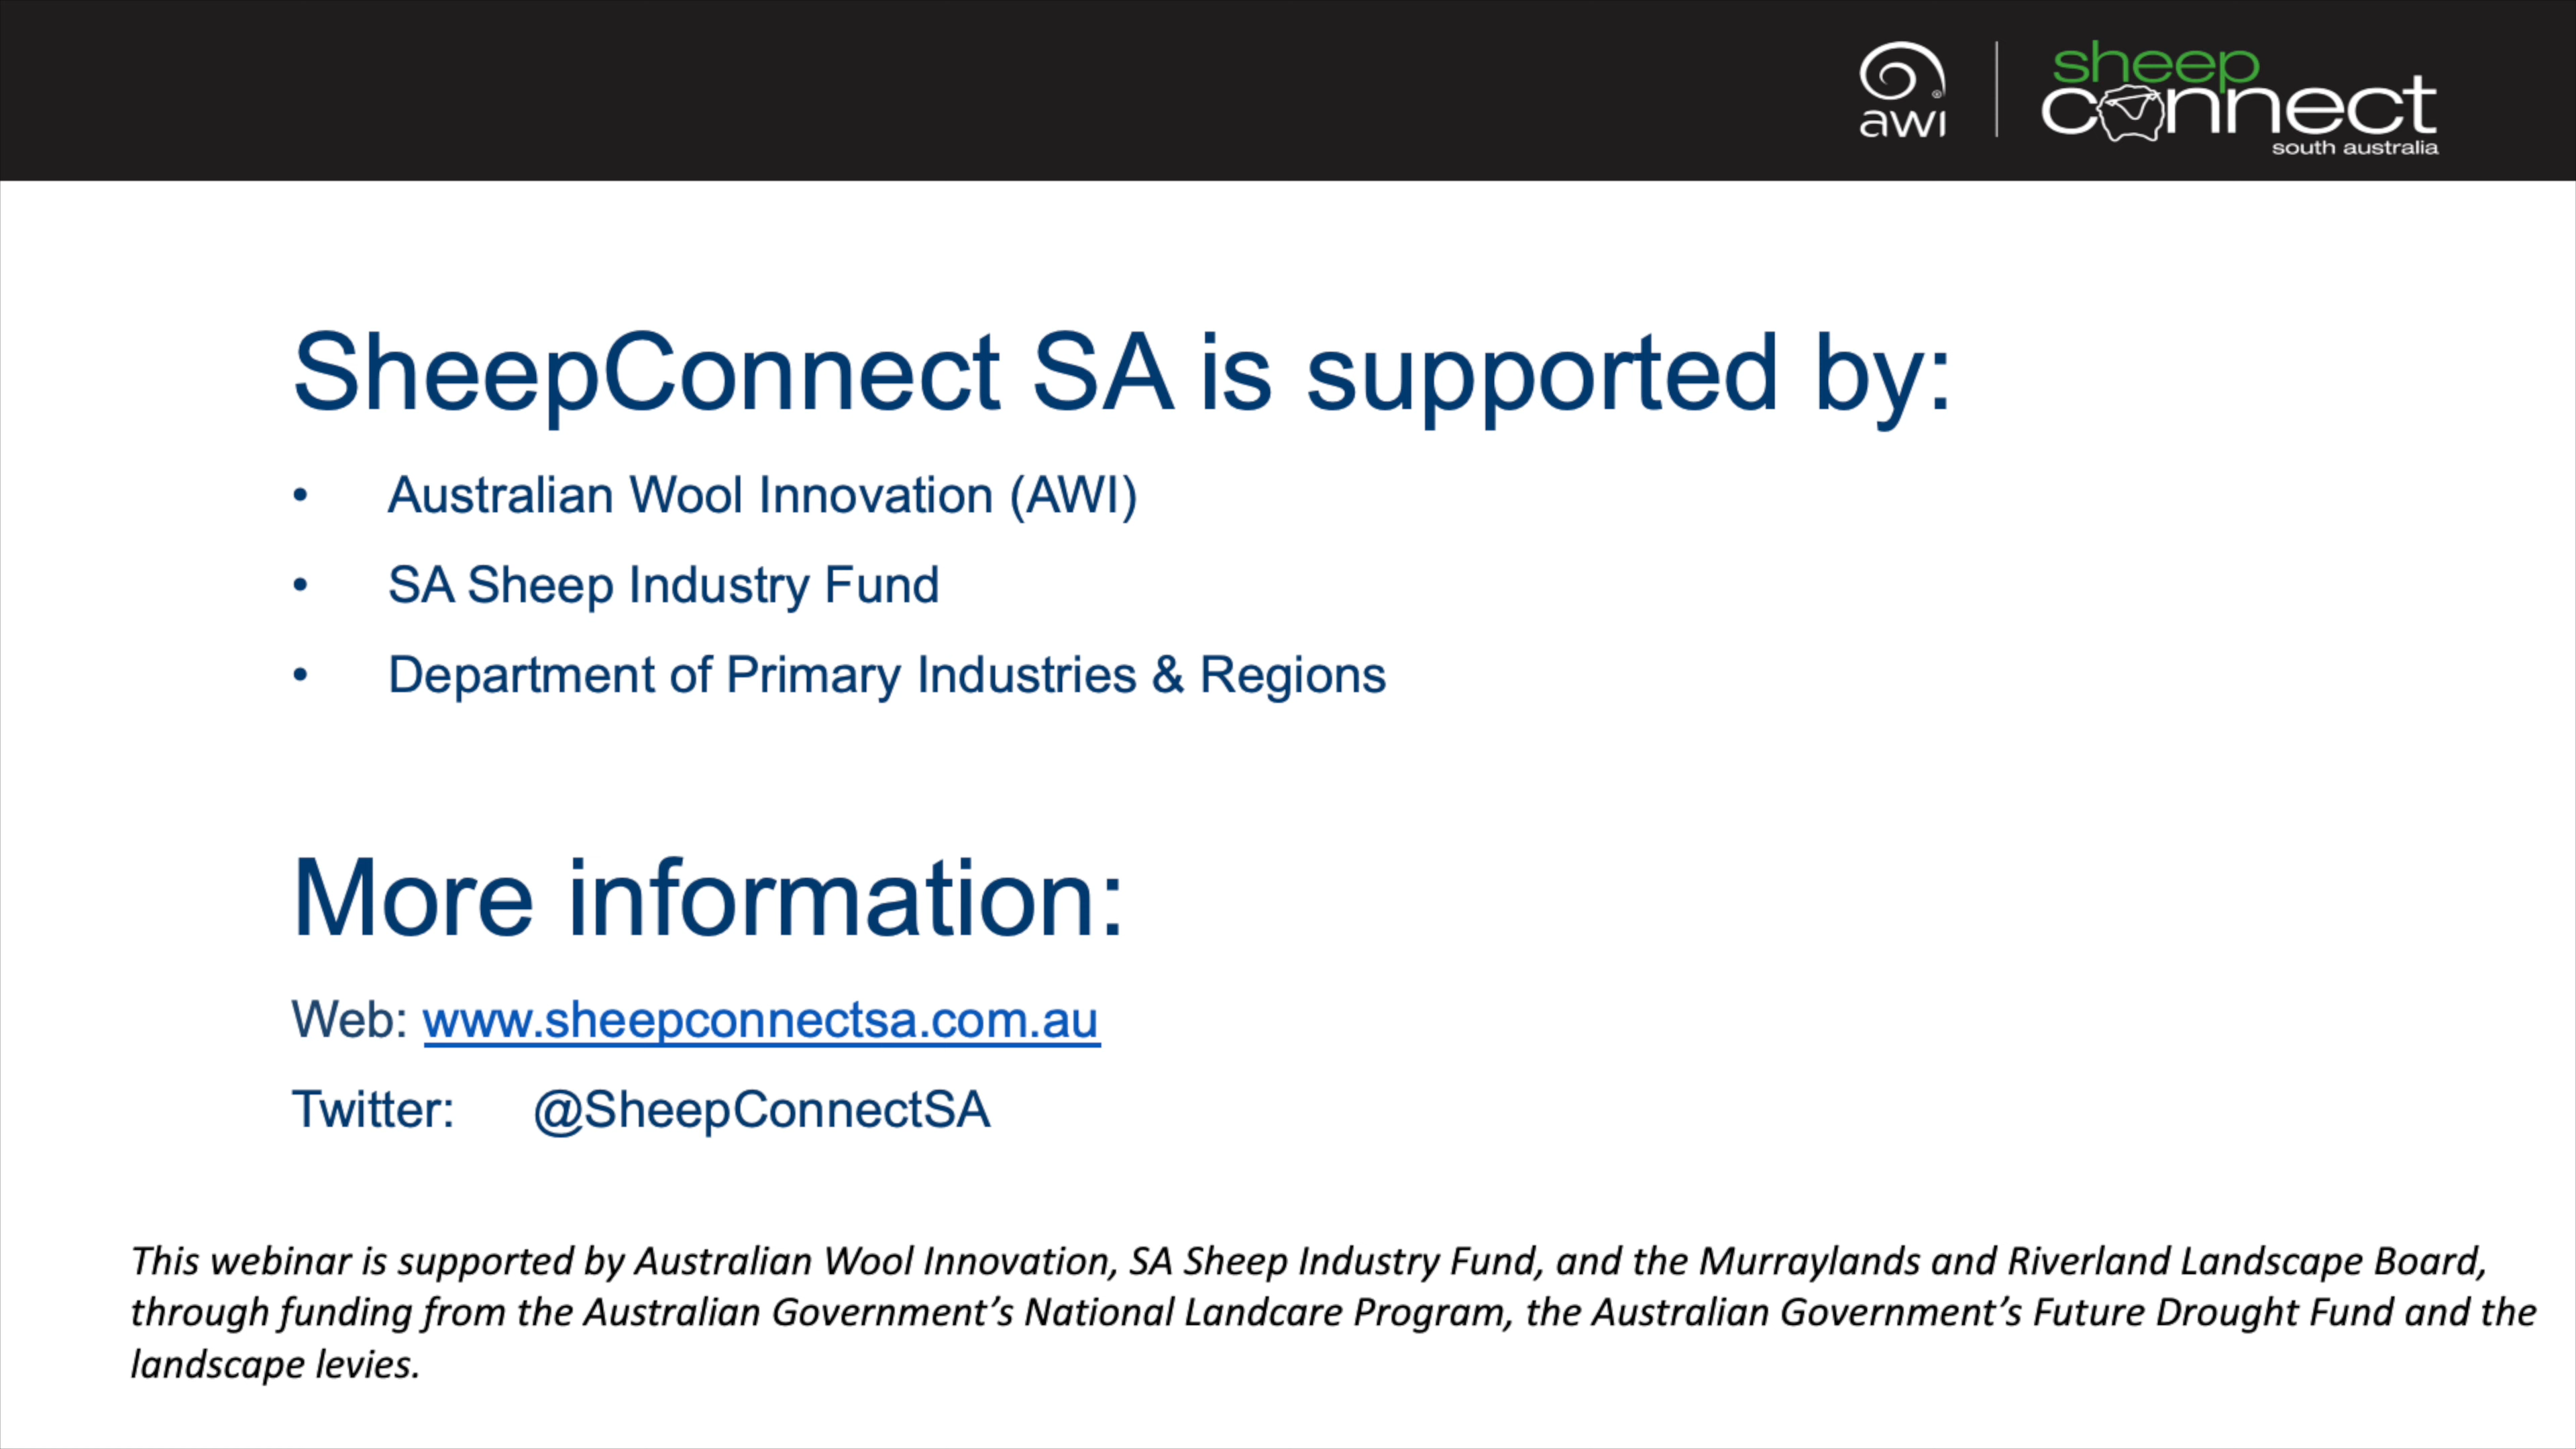 awi
sheep
connect
south australia
SheepConnect SA is supported by:
• Australian Wool Innovation (AWI)
• SA Sheep Industry Fund
• Department of Primary Industries & Regions
More information:
Web: www.sheepconnectsa.com.au
Twitter: @SheepConnectSA
This webinar is supported by Australian Wool Innovation, SA Sheep Industry Fund, and the Murraylands and Riverland Landscape Board,
through funding from the Australian Government’s National Landcare Program, the Australian Government’s Future Drought Fund and the
landscape levies.